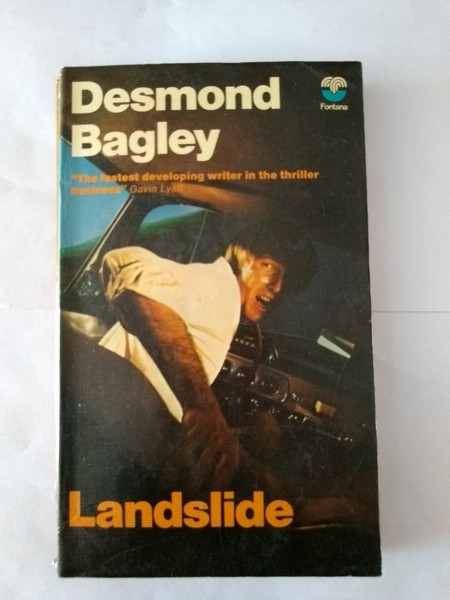 Desmond
Bagley
Fontana
"The fastest developing writer in the thriller
business" Gavin Lyall
Landslide